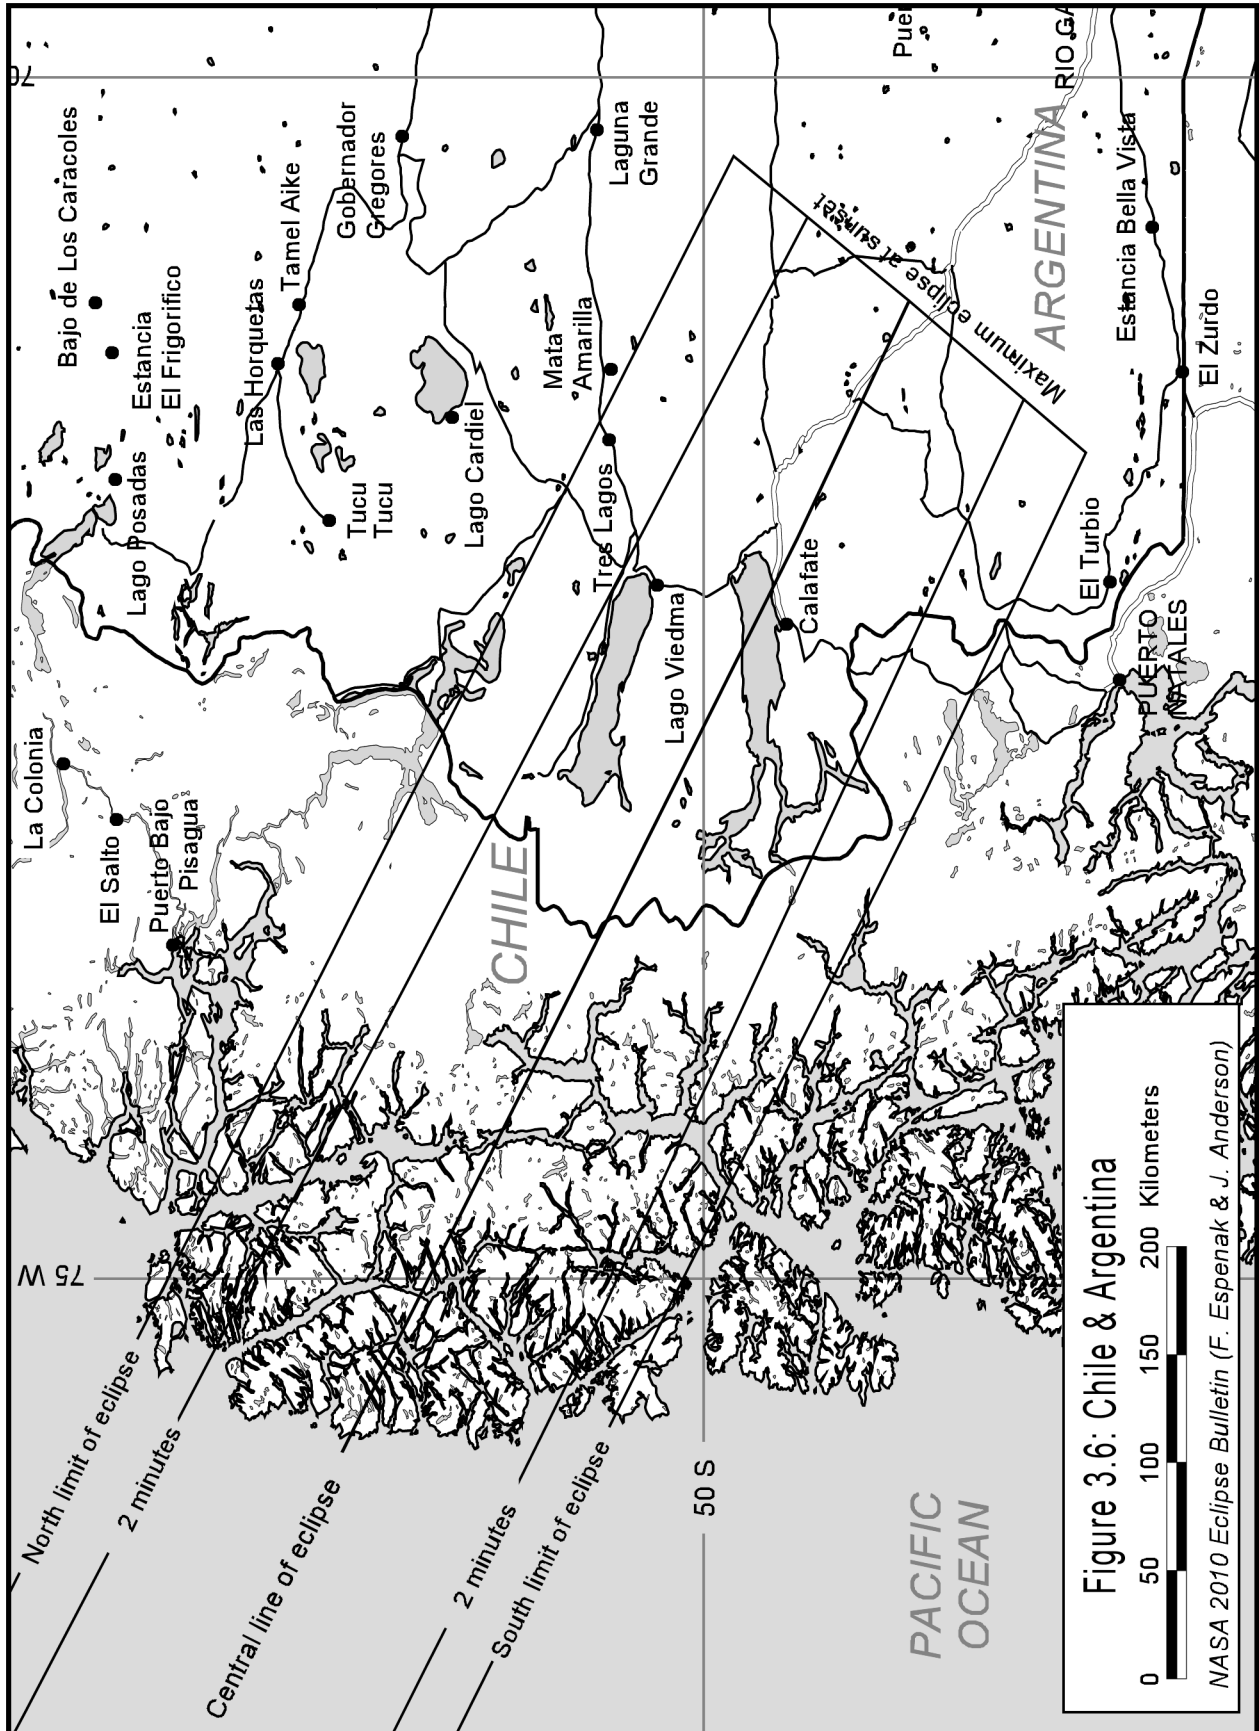 75 W
70
La Colonia
El Salto
Puerto Bajo
Pisagua
Bajo de Los Caracoles
Estancia
El Frigorifico
Lago Posadas
Las Horquetas
Tamel Aike
Tucu
Tucu
Gobernador
Gregores
Lago Cardiel
Mata
Amarilla
Tres Lagos
Laguna
Grande
Lago Viedma
Calafate
CHILE
ARGENTINA
Puer
RIO GA
Maximum eclipse at sunset
Estancia Bella Vista
El Zurdo
El Turbio
PUERTO
NATALES
North limit of eclipse
2 minutes
Central line of eclipse
2 minutes
South limit of eclipse
50 S
PACIFIC
OCEAN
Figure 3.6: Chile & Argentina
0 50 100 150 200 Kilometers
NASA 2010 Eclipse Bulletin (F. Espenak & J. Anderson)